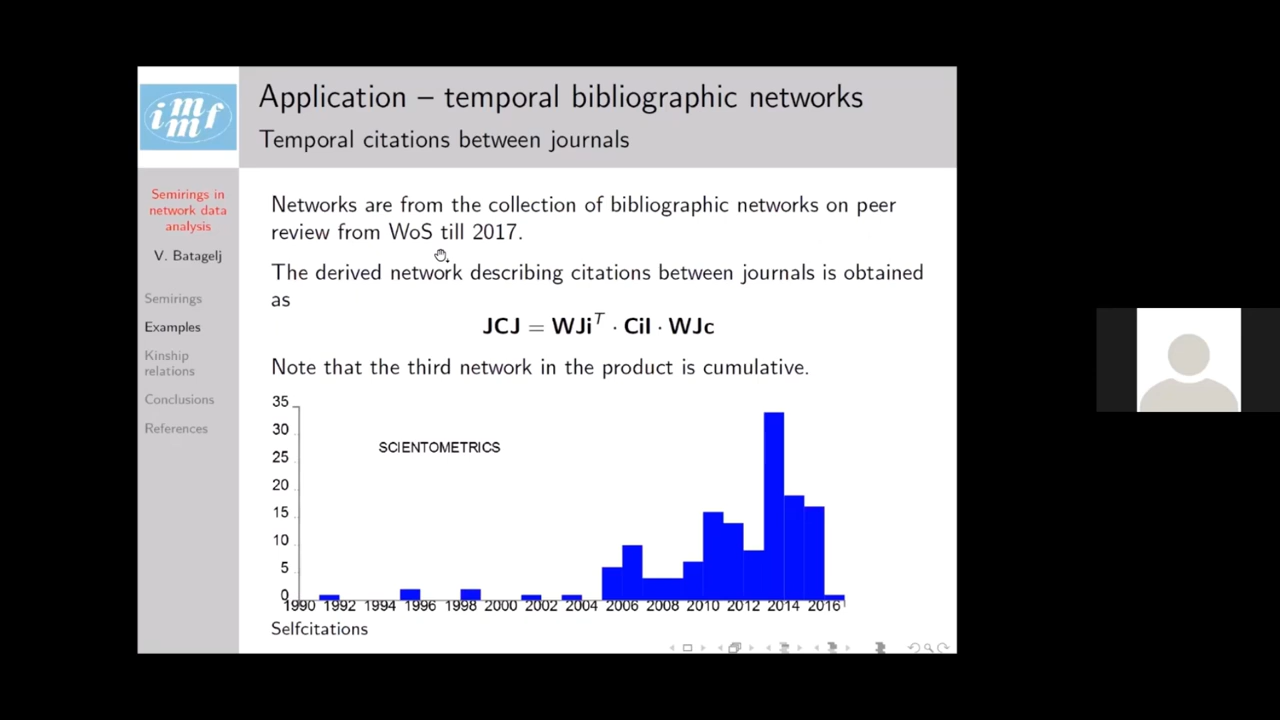 immf
Application – temporal bibliographic networks
Temporal citations between journals
Semirings in
network data
analysis
V. Batagelj
Semirings
Examples
Kinship
relations
Conclusions
References
Networks are from the collection of bibliographic networks on peer
review from WoS till 2017.
The derived network describing citations between journals is obtained
as
JCJ = WJi^T · CiI · WJc
Note that the third network in the product is cumulative.
35
30
25
20
15
10
5
0
SCIENTOMETRICS
1990 1992 1994 1996 1998 2000 2002 2004 2006 2008 2010 2012 2014 2016
Selfcitations